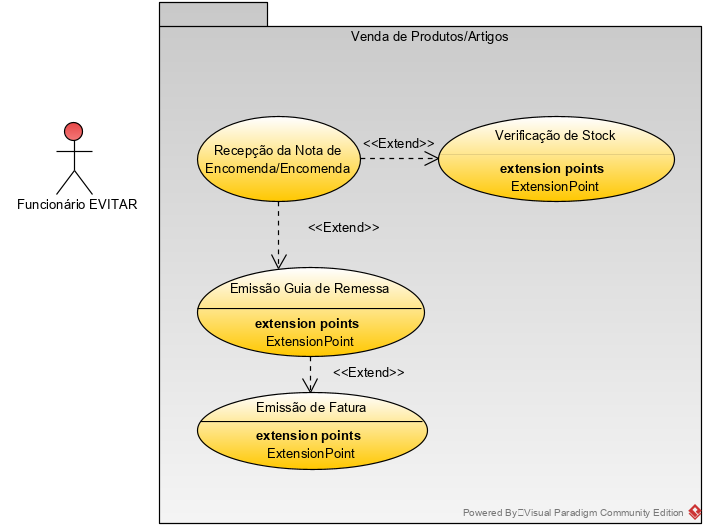 Venda de Produtos/Artigos
Funcionário EVITAR
Recepção da Nota de
Encomenda/Encomenda
<<Extend>>
Verificação de Stock
extension points
ExtensionPoint
<<Extend>>
Emissão Guia de Remessa
extension points
ExtensionPoint
<<Extend>>
Emissão de Fatura
extension points
ExtensionPoint
Powered By Visual Paradigm Community Edition